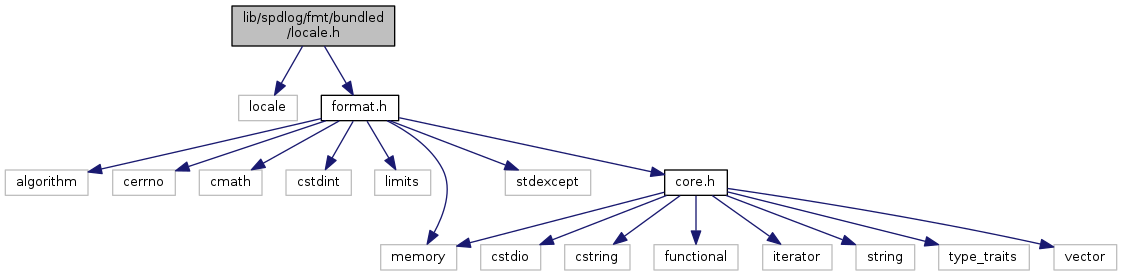 lib/spdlog/fmt/bundled
/locale.h
locale
format.h
algorithm
cerrno
cmath
cstdint
limits
stdexcept
core.h
memory
cstdio
cstring
functional
iterator
string
type_traits
vector